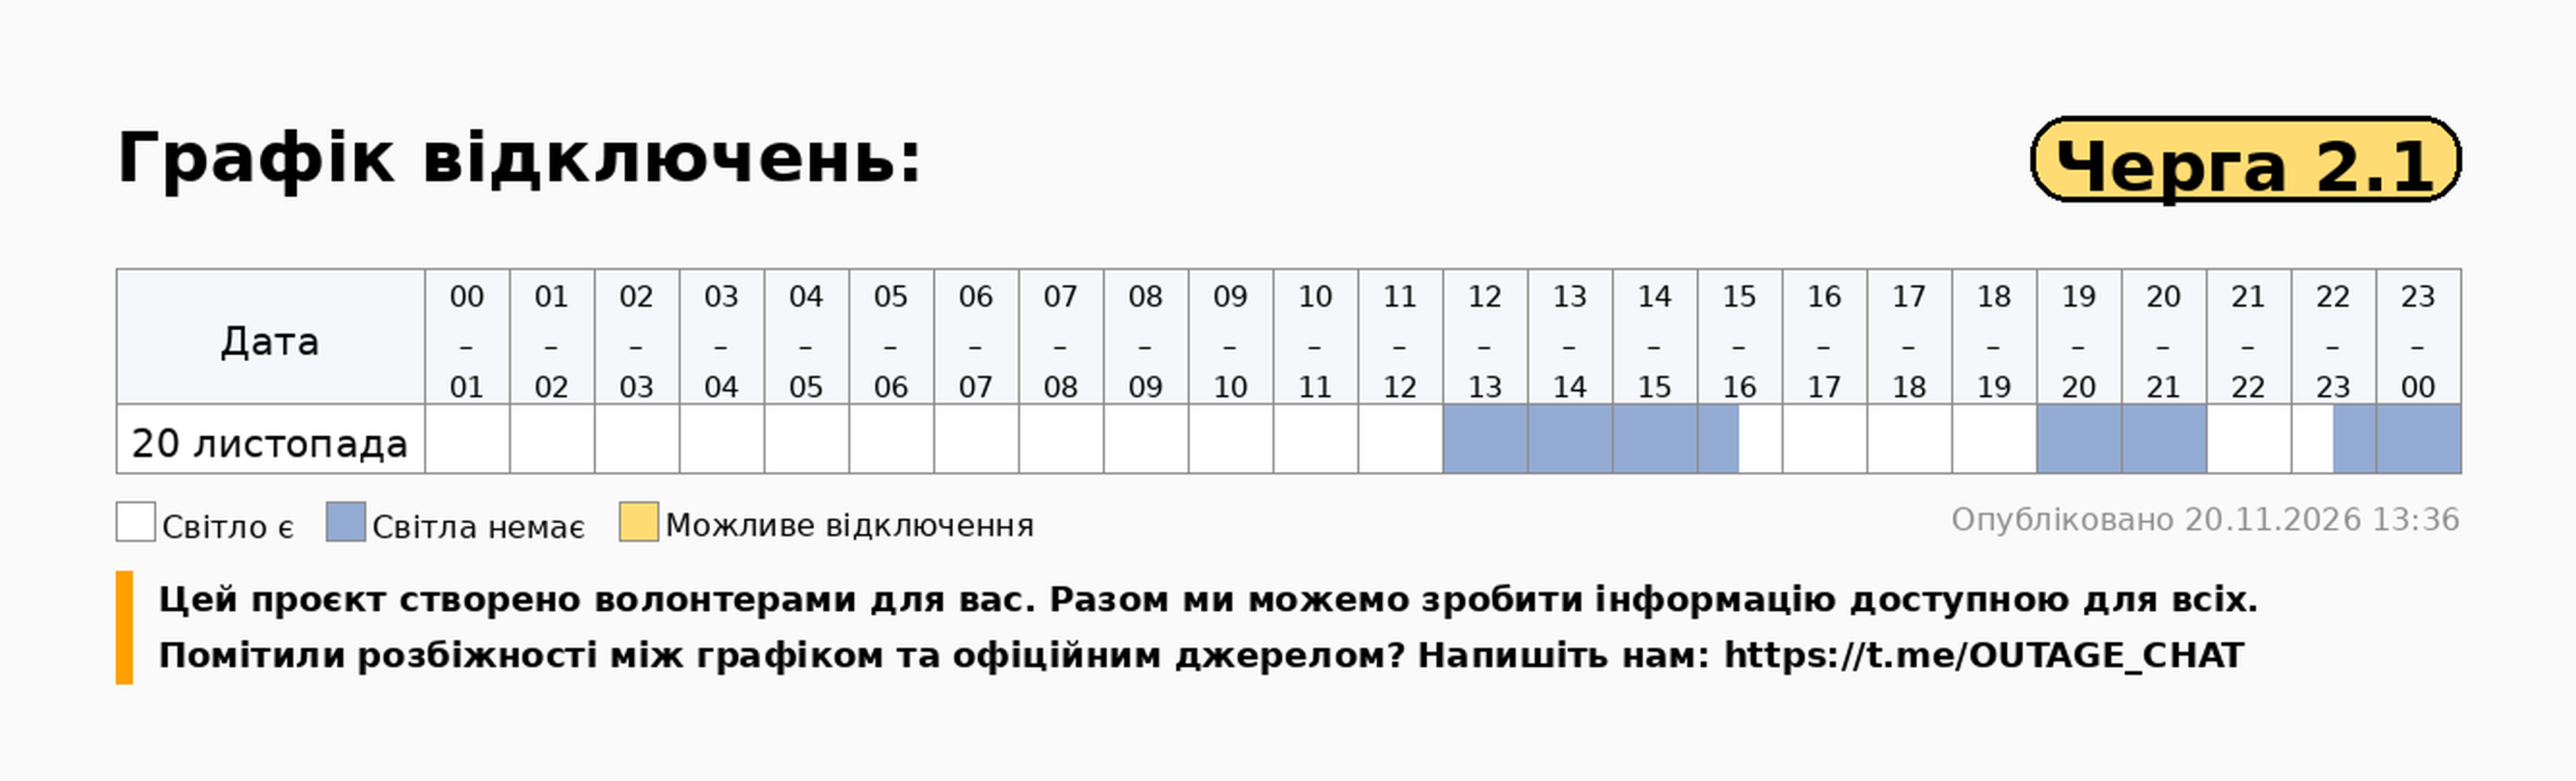 Графік відключень:
Черга 2.1
Дата
00 – 01
01 – 02
02 – 03
03 – 04
04 – 05
05 – 06
06 – 07
07 – 08
08 – 09
09 – 10
10 – 11
11 – 12
12 – 13
13 – 14
14 – 15
15 – 16
16 – 17
17 – 18
18 – 19
19 – 20
20 – 21
21 – 22
22 – 23
23 – 00
20 листопада
Світло є
Світла немає
Можливе відключення
Опубліковано 20.11.2026 13:36
Цей проєкт створено волонтерами для вас. Разом ми можемо зробити інформацію доступною для всіх.
Помітили розбіжності між графіком та офіційним джерелом? Напишіть нам: https://t.me/OUTAGE_CHAT